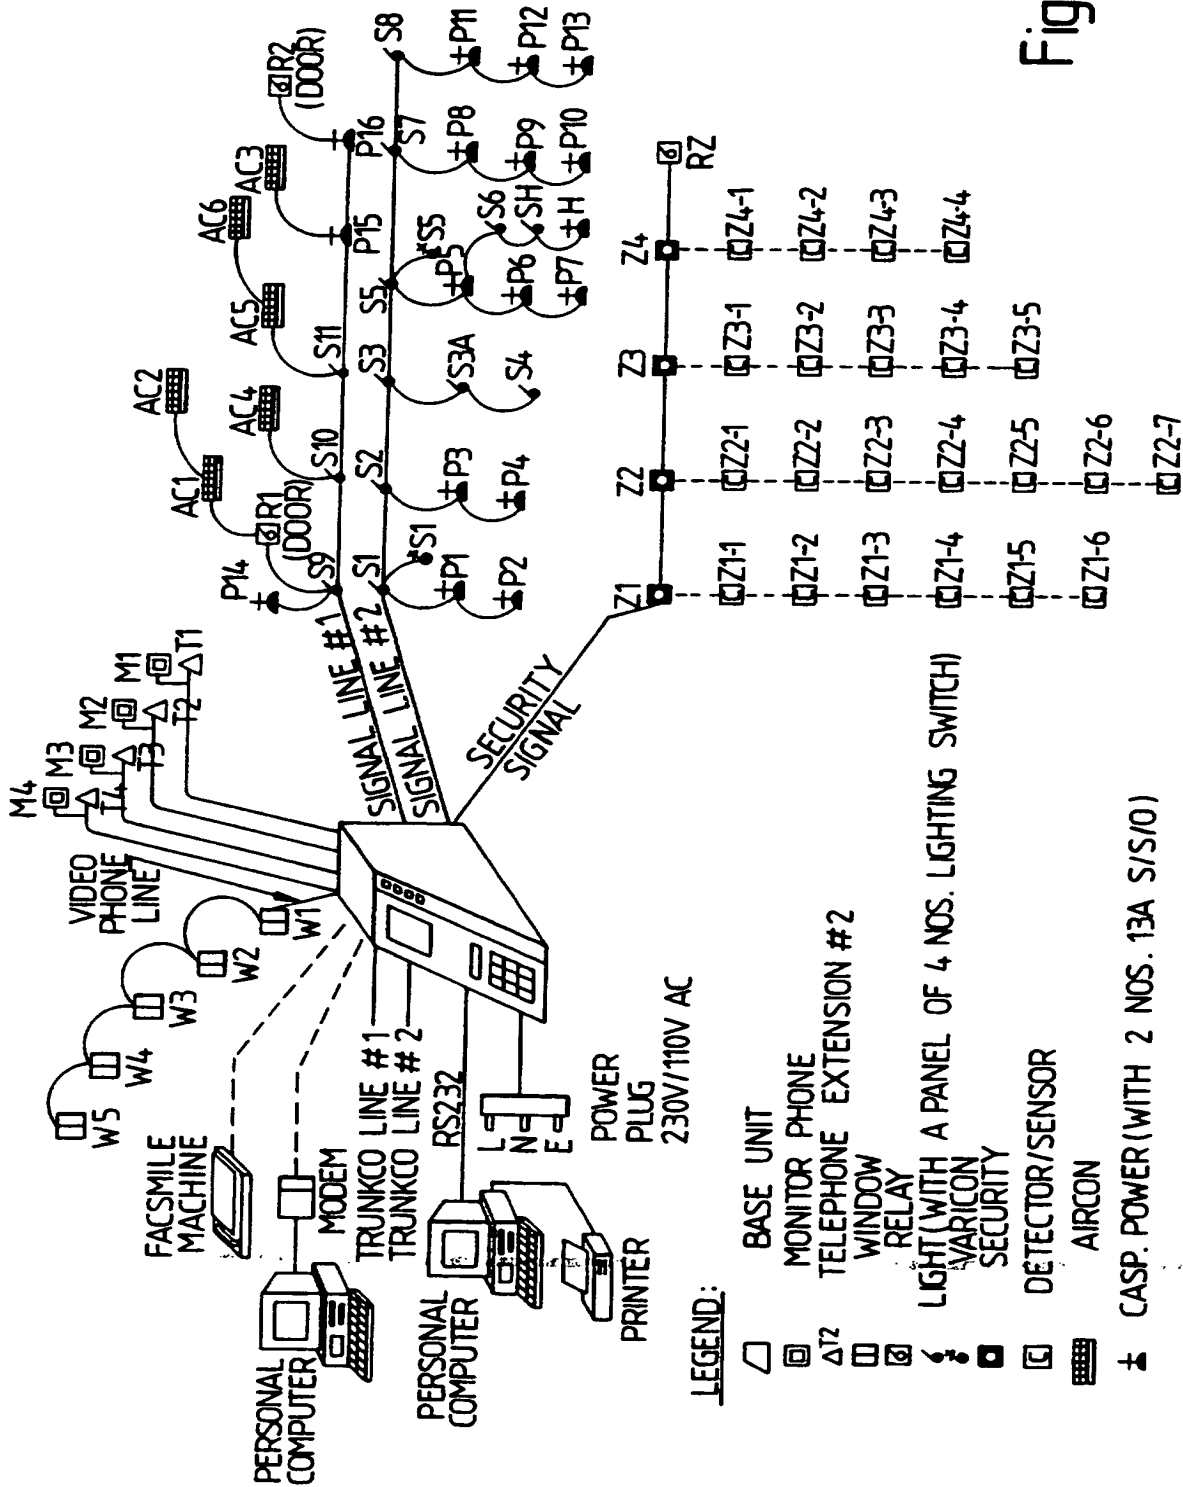 M4
M3
M2
M1
T4
T3
T2
T1
VIDEO
PHONE
LINE
W5
W4
W3
W2
W1
FACSMILE
MACHINE
MODEM
PERSONAL
COMPUTER
TRUNKCO LINE #1
TRUNKCO LINE #2
RS232
PERSONAL
COMPUTER
PRINTER
L
N
E
POWER
PLUG
230V/110V AC
SIGNAL LINE #1
SIGNAL LINE #2
SECURITY
SIGNAL
P14
R1
(DOOR)
AC1
AC2
AC4
AC5
AC6
AC3
R2
(DOOR)
S9
S10
S11
P15
P16
S1
S2
S3
S5
S7
S8
*S1
P1
P2
P3
P4
S3A
S4
*S5
P5
P6
P7
S6
SH
H
P8
P9
P10
P11
P12
P13
Z1
Z2
Z3
Z4
RZ
Z1-1
Z1-2
Z1-3
Z1-4
Z1-5
Z1-6
Z2-1
Z2-2
Z2-3
Z2-4
Z2-5
Z2-6
Z2-7
Z3-1
Z3-2
Z3-3
Z3-4
Z3-5
Z4-1
Z4-2
Z4-3
Z4-4
LEGEND:
BASE UNIT
MONITOR PHONE
T2 TELEPHONE EXTENSION #2
WINDOW
RELAY
LIGHT(WITH A PANEL OF 4 NOS. LIGHTING SWITCH)
VARICON
SECURITY
DETECTOR/SENSOR
AIRCON
CASP. POWER(WITH 2 NOS. 13A S/S/O)
Fig